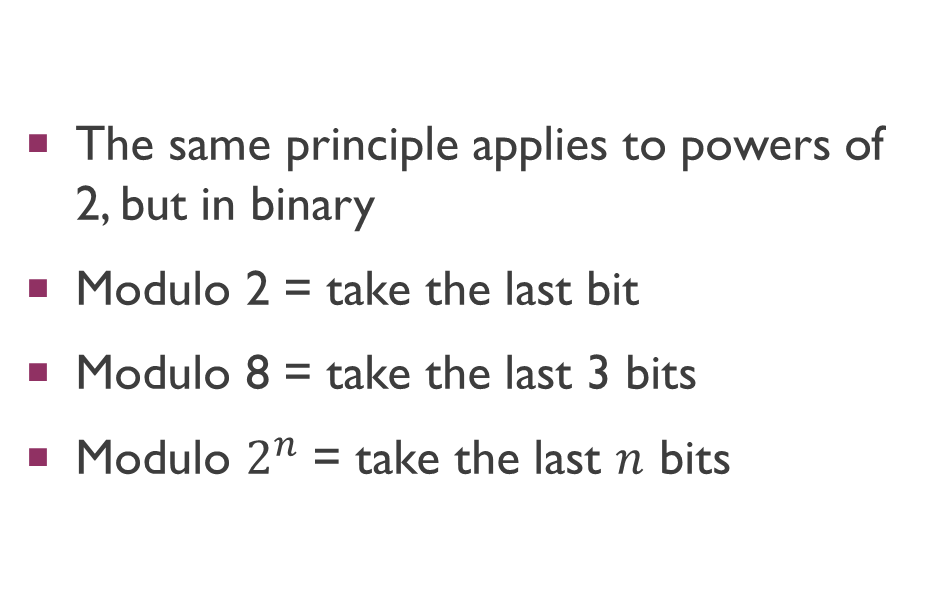 ▪ The same principle applies to powers of
2, but in binary
▪ Modulo 2 = take the last bit
▪ Modulo 8 = take the last 3 bits
▪ Modulo 2ⁿ = take the last n bits